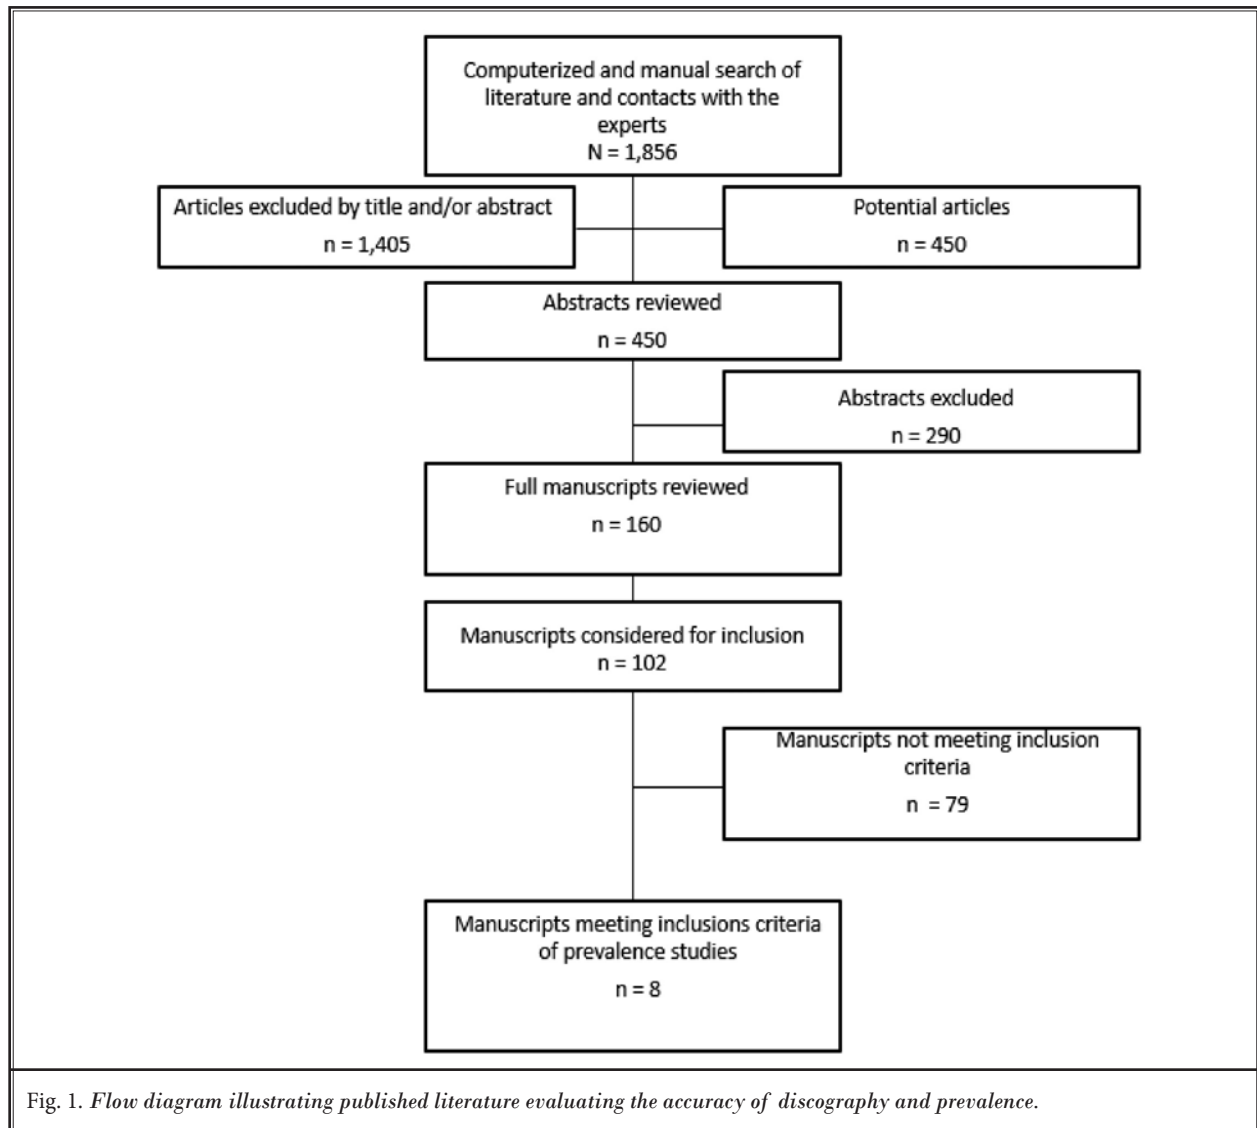 Computerized and manual search of
literature and contacts with the
experts
N = 1,856
Articles excluded by title and/or abstract
n = 1,405
Potential articles
n = 450
Abstracts reviewed
n = 450
Abstracts excluded
n = 290
Full manuscripts reviewed
n = 160
Manuscripts considered for inclusion
n = 102
Manuscripts not meeting inclusion
criteria
n = 79
Manuscripts meeting inclusions criteria
of prevalence studies
n = 8
Fig. 1. Flow diagram illustrating published literature evaluating the accuracy of discography and prevalence.